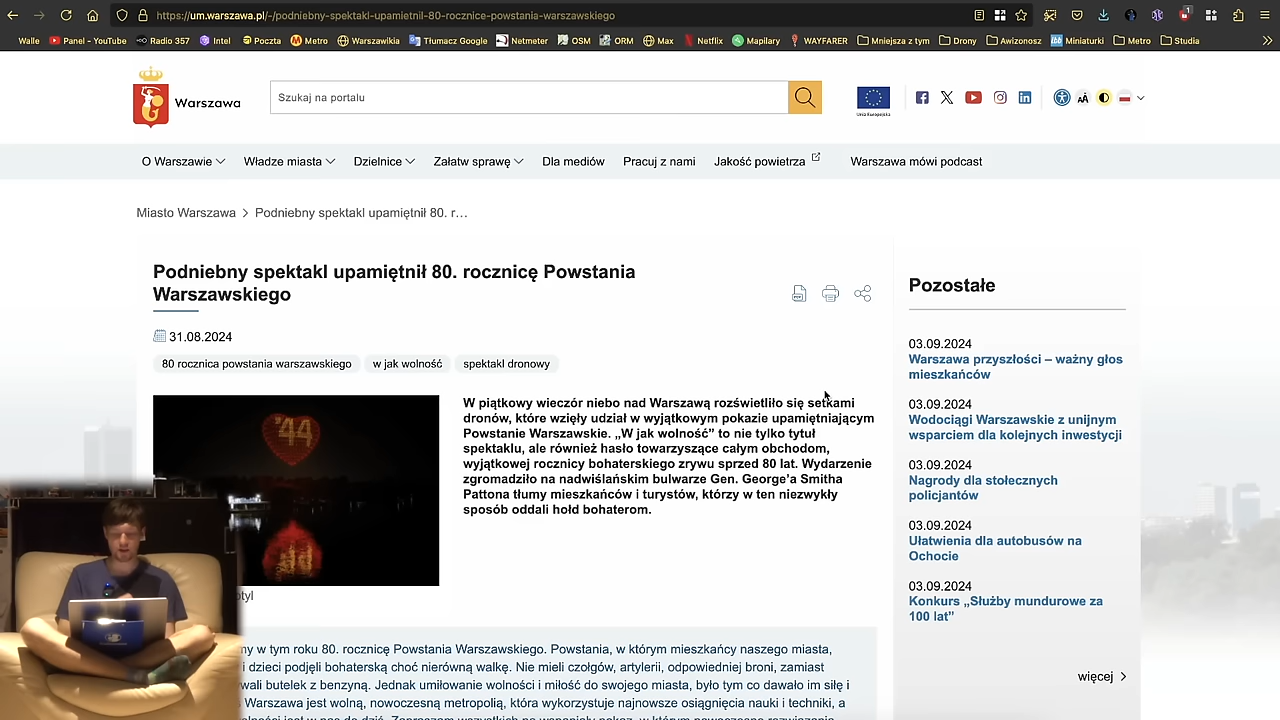 https://um.warszawa.pl/-/podniebny-spektakl-upamietnil-80-rocznice-powstania-warszawskiego
Walle Panel - YouTube Radio 357 Intel Poczta Metro Warszawikia Tłumacz Google Netmeter OSM ORM Max Netflix Mapilary WAYFARER Mniejsza z tym Drony Awizonosz Miniaturki Metro Studia
Warszawa
Szukaj na portalu
Unia Europejska
O Warszawie Władze miasta Dzielnice Załatw sprawę Dla mediów Pracuj z nami Jakość powietrza Warszawa mówi podcast
Miasto Warszawa > Podniebny spektakl upamiętnił 80. r…
Podniebny spektakl upamiętnił 80. rocznicę Powstania
Warszawskiego
31.08.2024
80 rocznica powstania warszawskiego w jak wolność spektakl dronowy
'44
W piątkowy wieczór niebo nad Warszawą rozświetliło się setkami
dronów, które wzięły udział w wyjątkowym pokazie upamiętniającym
Powstanie Warszawskie. „W jak wolność” to nie tylko tytuł
spektaklu, ale również hasło towarzyszące całym obchodom,
wyjątkowej rocznicy bohaterskiego zrywu sprzed 80 lat. Wydarzenie
zgromadziło na nadwiślańskim bulwarze Gen. George’a Smitha
Pattona tłumy mieszkańców i turystów, którzy w ten niezwykły
sposób oddali hołd bohaterom.
w tym roku 80. rocznicę Powstania Warszawskiego. Powstania, w którym mieszkańcy naszego miasta,
i dzieci podjęli bohaterską choć nierówną walkę. Nie mieli czołgów, artylerii, odpowiedniej broni, zamiast
butelek z benzyną. Jednak umiłowanie wolności i miłość do swojego miasta, było tym co dawało im siłę i
Warszawa jest wolną, nowoczesną metropolią, która wykorzystuje najnowsze osiągnięcia nauki i techniki, a
Pozostałe
03.09.2024
Warszawa przyszłości – ważny głos
mieszkańców
03.09.2024
Wodociągi Warszawskie z unijnym
wsparciem dla kolejnych inwestycji
03.09.2024
Nagrody dla stołecznych
policjantów
03.09.2024
Ułatwienia dla autobusów na
Ochocie
03.09.2024
Konkurs „Służby mundurowe za
100 lat”
więcej >